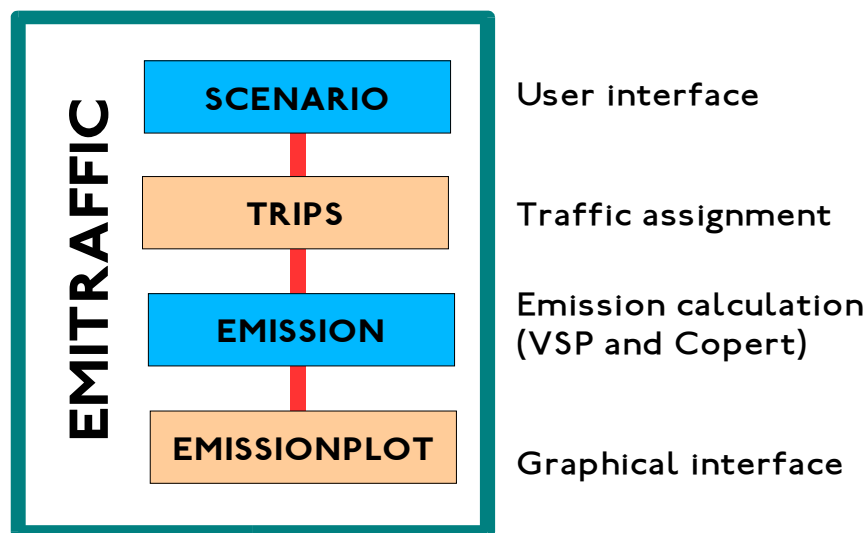 EMITRAFFIC
SCENARIO
User interface
TRIPS
Traffic assignment
EMISSION
Emission calculation
(VSP and Copert)
EMISSIONPLOT
Graphical interface